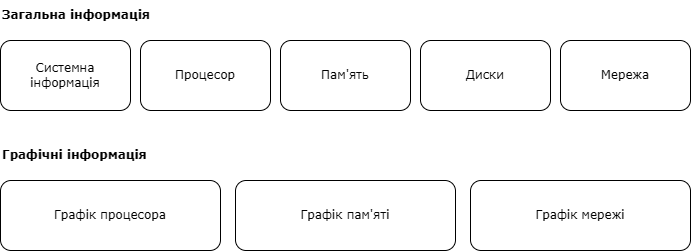 Загальна інформація
Системна
інформація
Процесор
Пам'ять
Диски
Мережа
Графічні інформація
Графік процесора
Графік пам'яті
Графік мережі